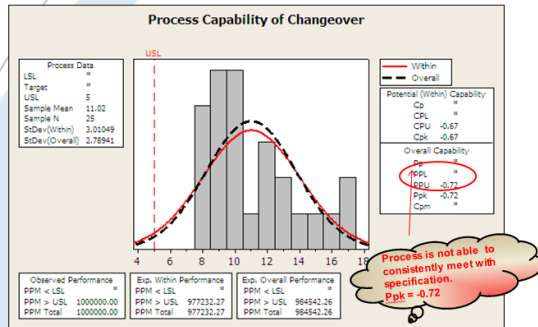 Process Capability of Changeover
USL
Process Data
LSL *
Target *
USL 5
Sample Mean 11.02
Sample N 25
StDev(Within) 3.01049
StDev(Overall) 2.78941
Within
Overall
Potential (Within) Capability
Cp *
CPL *
CPU -0.67
Cpk -0.67
Overall Capability
Pp *
PPL *
PPU -0.72
Ppk -0.72
Cpm *
4 6 8 10 12 14 16 18
Observed Performance
PPM < LSL *
PPM > USL 1000000.00
PPM Total 1000000.00
Exp. Within Performance
PPM < LSL *
PPM > USL 977232.27
PPM Total 977232.27
Exp. Overall Performance
PPM < LSL *
PPM > USL 984542.26
PPM Total 984542.26
Process is not able to
consistently meet with
specification.
Ppk = -0.72